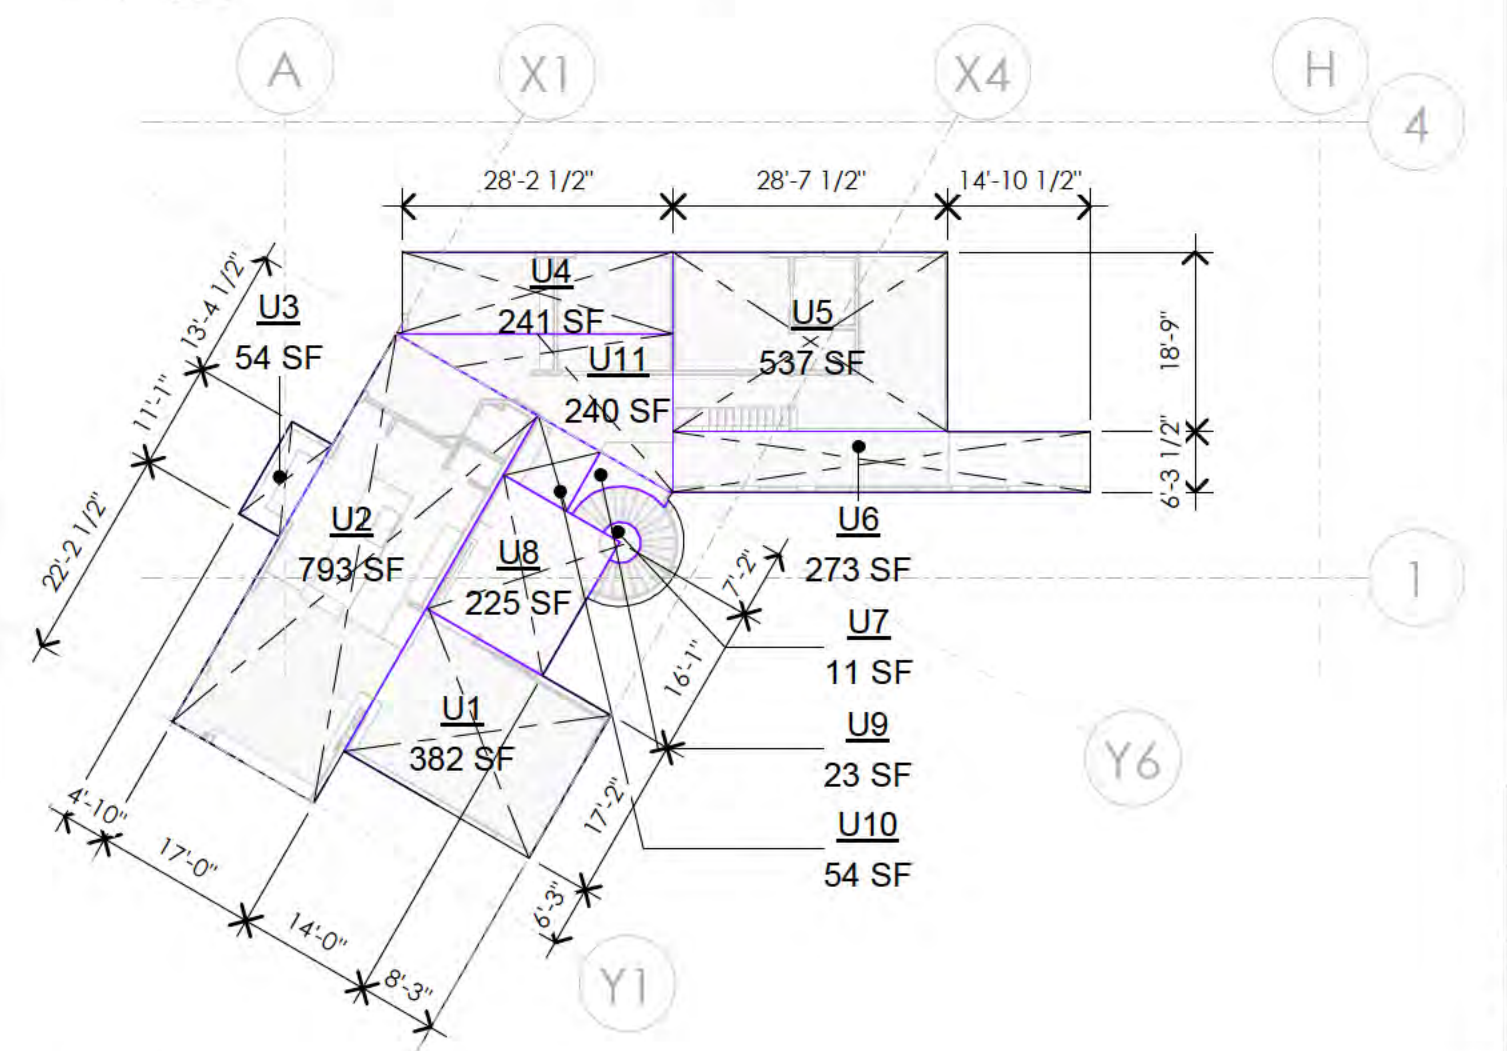 A
X1
X4
H
4
28'-2 1/2"
28'-7 1/2"
14'-10 1/2"
13'-4 1/2"
U3
54 SF
U4
241 SF
U11
240 SF
U5
537 SF
18'-9"
11'-1"
6'-3 1/2"
22'-2 1/2"
U2
793 SF
U8
225 SF
U6
273 SF
7'-2"
1
U7
11 SF
16'-1"
U1
382 SF
U9
23 SF
Y6
17'-2"
U10
54 SF
4'-10"
17'-0"
14'-0"
8'-3"
6'-3"
Y1